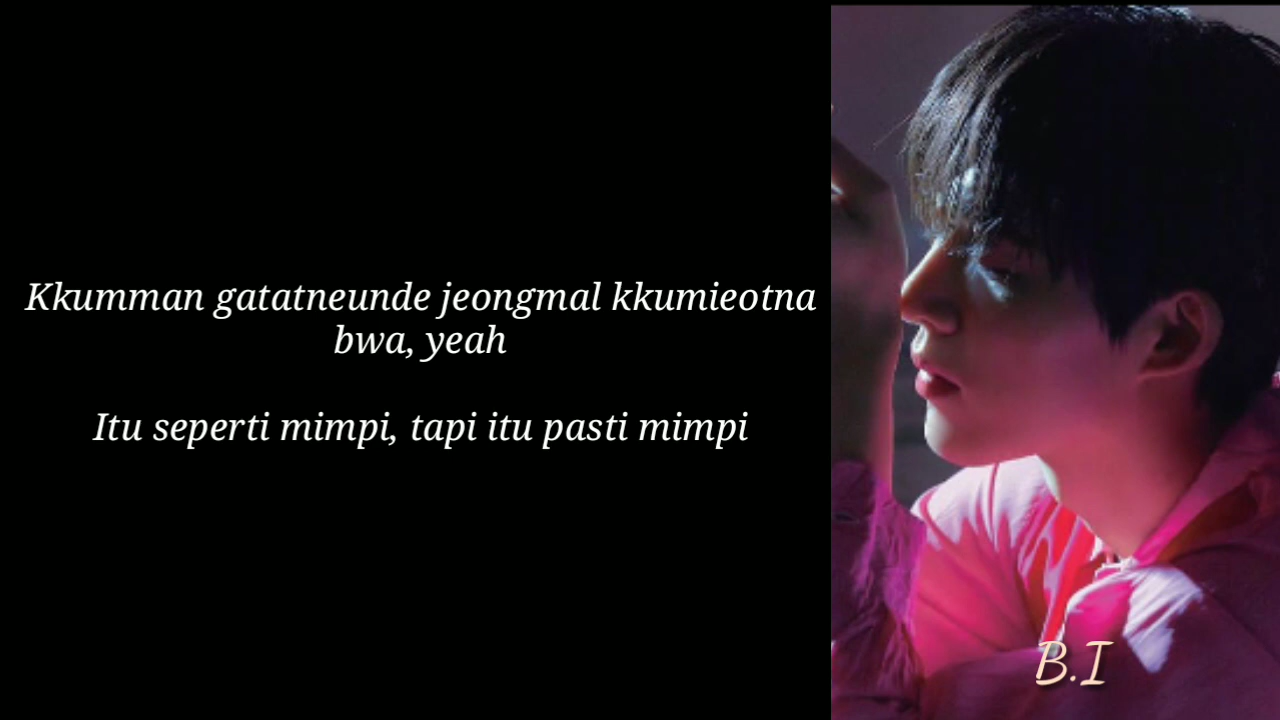 Kkumman gatatneunde jeongmal kkumieotna
bwa, yeah
Itu seperti mimpi, tapi itu pasti mimpi
B.I